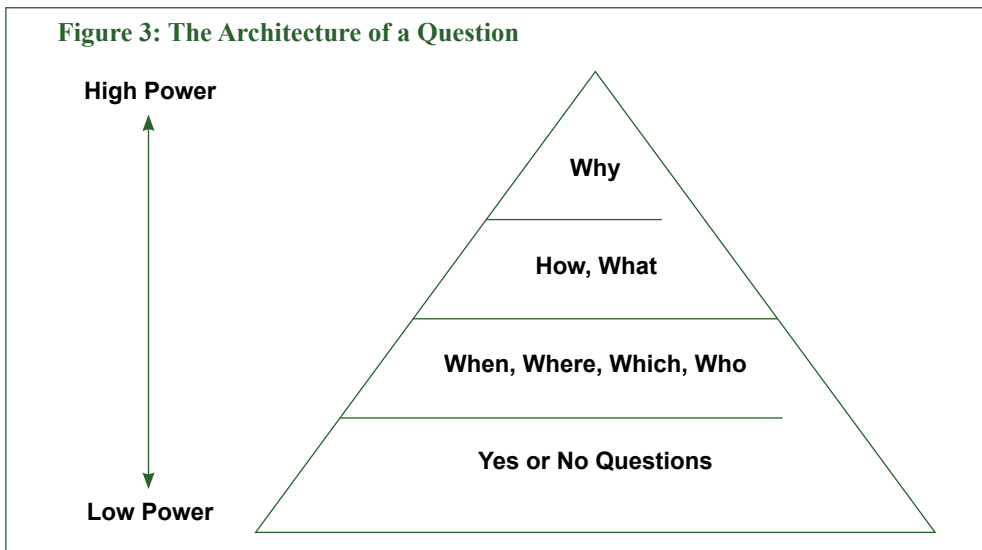 Figure 3: The Architecture of a Question
High Power
Why
How, What
When, Where, Which, Who
Yes or No Questions
Low Power